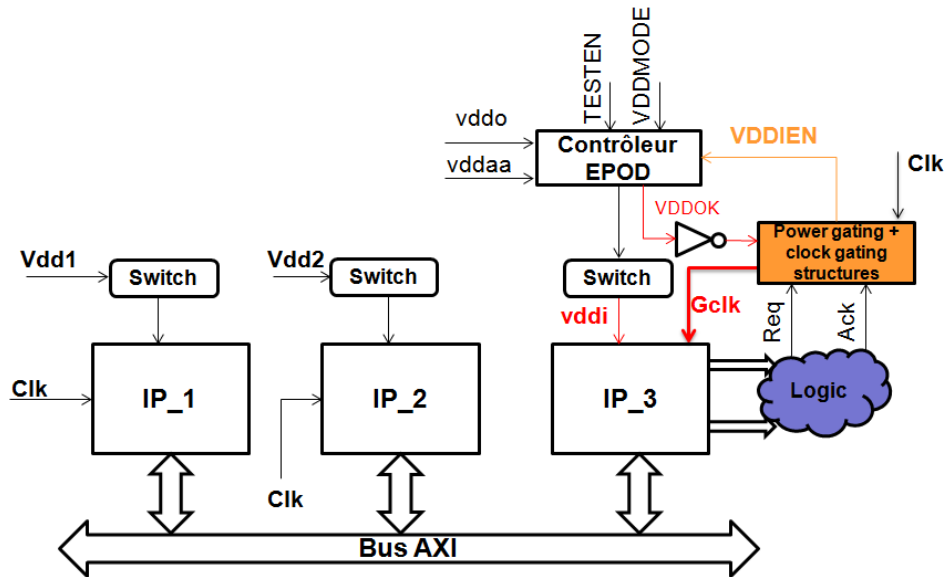 TESTEN
VDDMODE
vddo
vddaa
Contrôleur
EPOD
VDDIEN
Clk
VDDOK
Power gating +
clock gating
structures
Vdd1
Switch
Vdd2
Switch
Switch
vddi
Gclk
Req
Ack
Clk
IP_1
IP_2
IP_3
Logic
Clk
Bus AXI